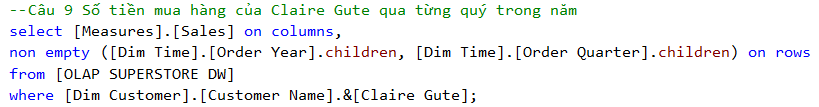 --Câu 9 Số tiền mua hàng của Claire Gute qua từng quý trong năm
select [Measures].[Sales] on columns,
non empty ([Dim Time].[Order Year].children, [Dim Time].[Order Quarter].children) on rows
from [OLAP SUPERSTORE DW]
where [Dim Customer].[Customer Name].&[Claire Gute];